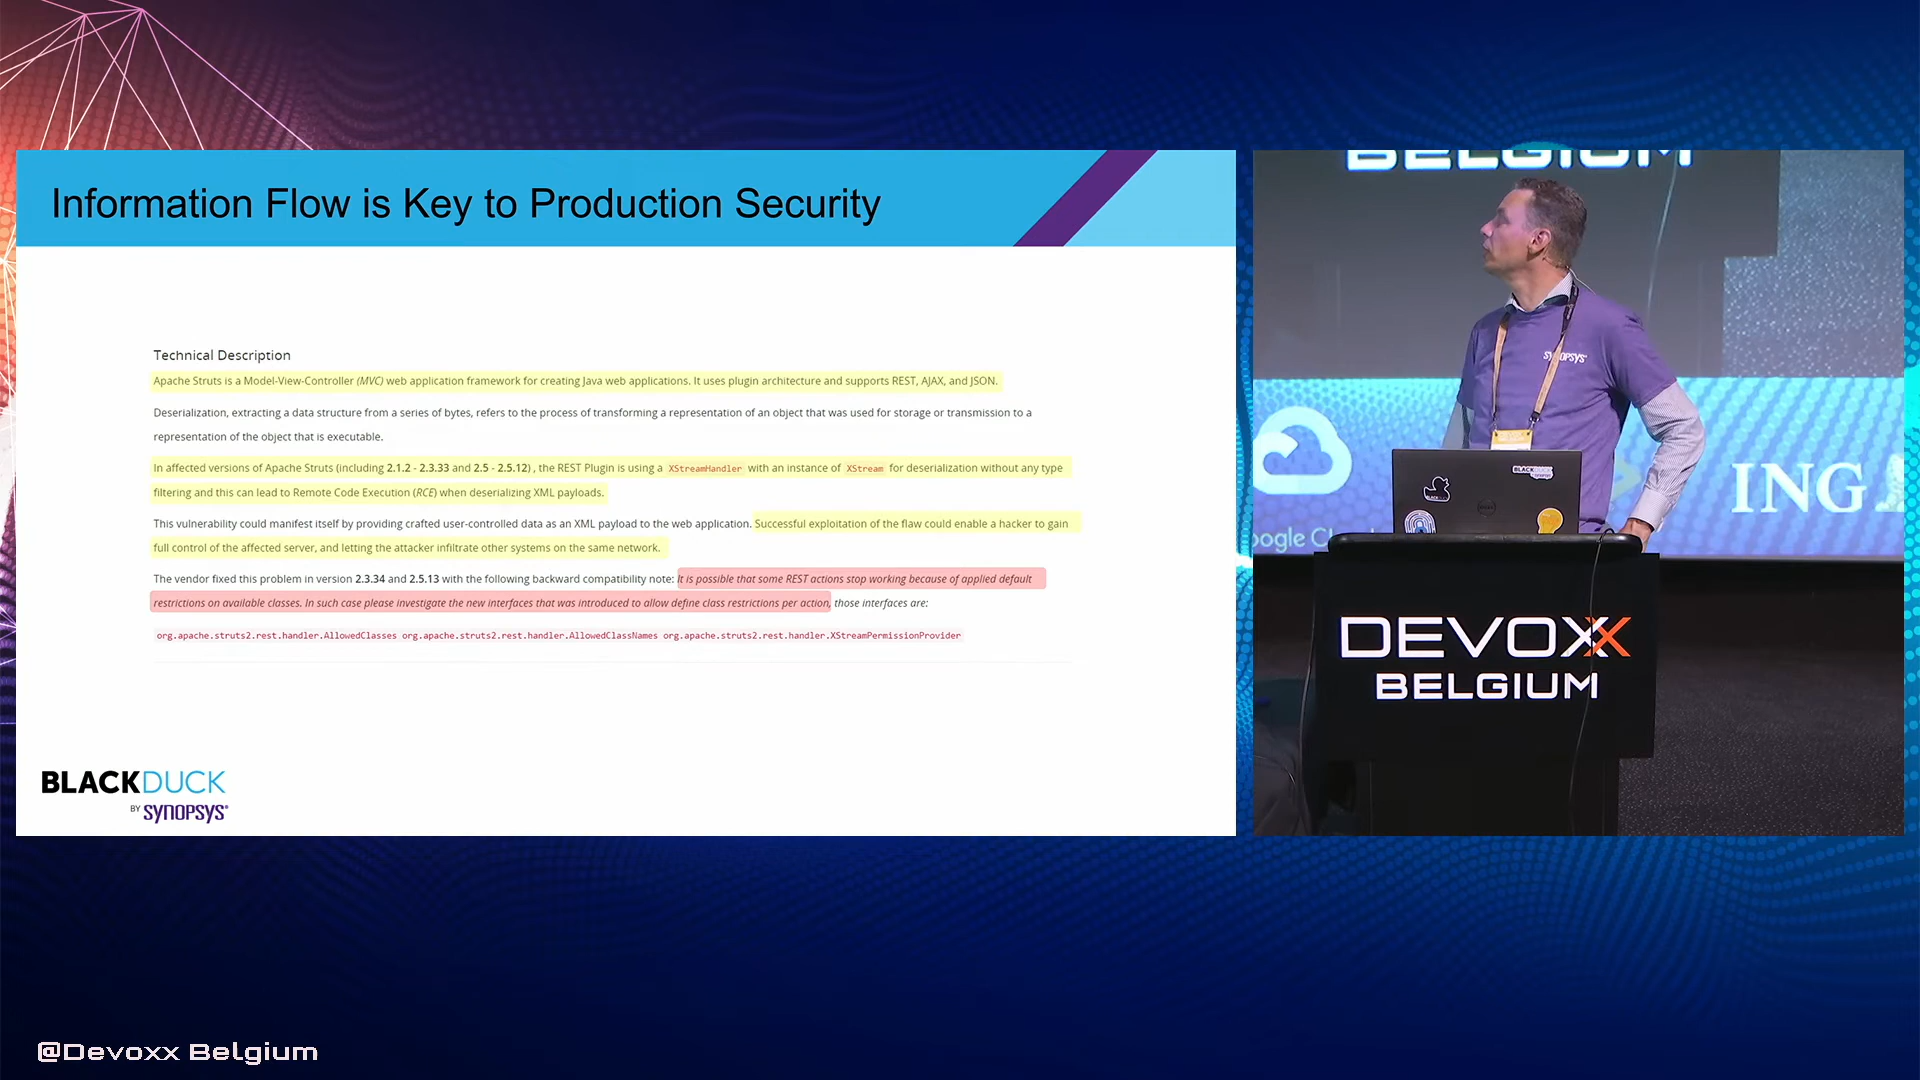 Information Flow is Key to Production Security
Technical Description
Apache Struts is a Model-View-Controller (MVC) web application framework for creating Java web applications. It uses plugin architecture and supports REST, AJAX, and JSON.
Deserialization, extracting a data structure from a series of bytes, refers to the process of transforming a representation of an object that was used for storage or transmission to a
representation of the object that is executable.
In affected versions of Apache Struts (including 2.1.2 - 2.3.33 and 2.5 - 2.5.12) , the REST Plugin is using a XStreamHandler with an instance of XStream for deserialization without any type
filtering and this can lead to Remote Code Execution (RCE) when deserializing XML payloads.
This vulnerability could manifest itself by providing crafted user-controlled data as an XML payload to the web application. Successful exploitation of the flaw could enable a hacker to gain
full control of the affected server, and letting the attacker infiltrate other systems on the same network.
The vendor fixed this problem in version 2.3.34 and 2.5.13 with the following backward compatibility note: It is possible that some REST actions stop working because of applied default
restrictions on available classes. In such case please investigate the new interfaces that was introduced to allow define class restrictions per action, those interfaces are:
org.apache.struts2.rest.handler.AllowedClasses org.apache.struts2.rest.handler.AllowedClassNames org.apache.struts2.rest.handler.XStreamPermissionProvider
BLACKDUCK
BY SYNOPSYS®
BELGIUM
SYNOPSYS
BLACKDUCK
ING
oogle Cl
DEVOXX
BELGIUM
@Devoxx Belgium